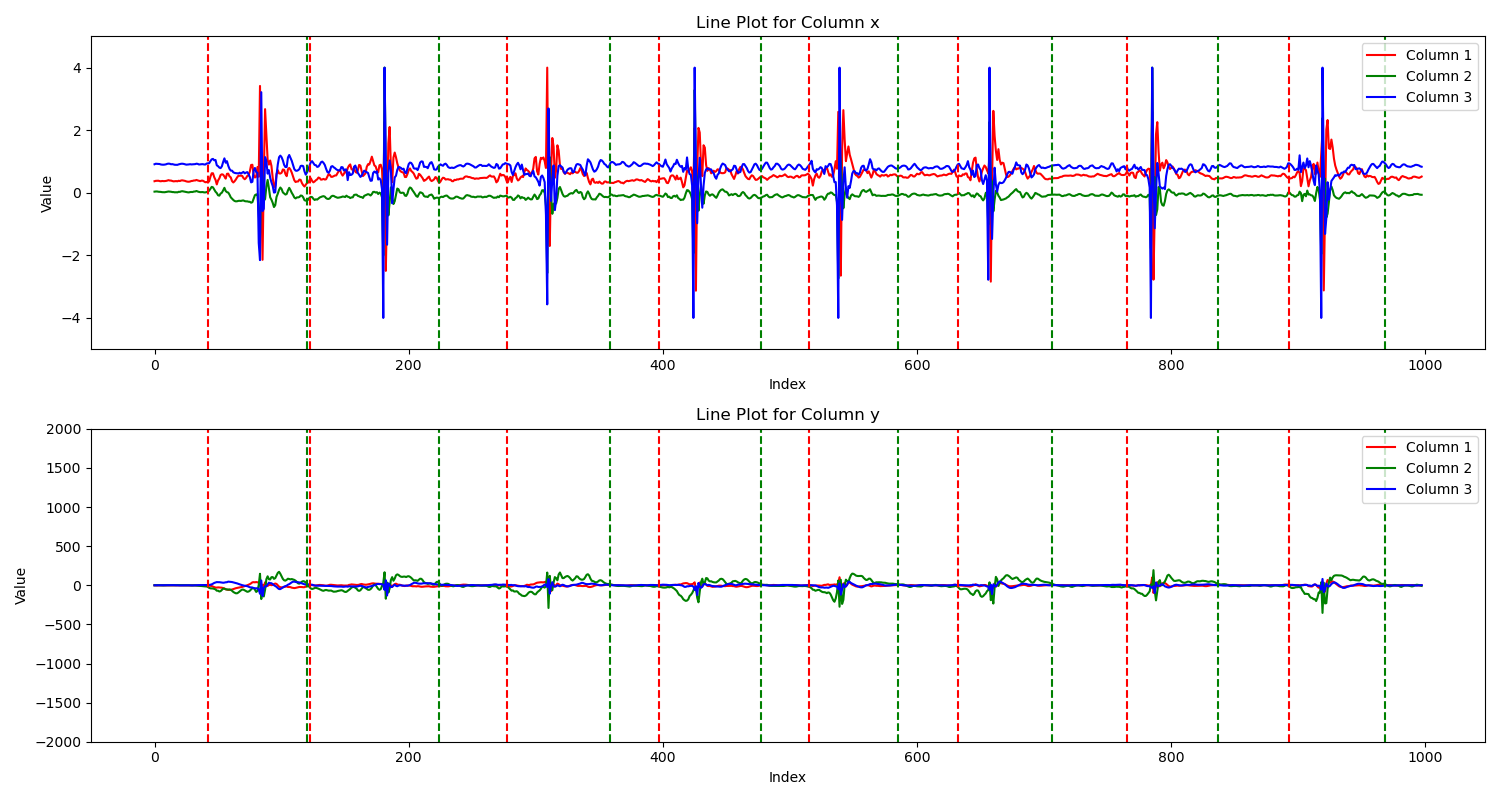 Line Plot for Column x
Value
4
2
0
−2
−4
Column 1
Column 2
Column 3
0 200 400 600 800 1000
Index
Line Plot for Column y
Value
2000
1500
1000
500
0
−500
−1000
−1500
−2000
Column 1
Column 2
Column 3
0 200 400 600 800 1000
Index